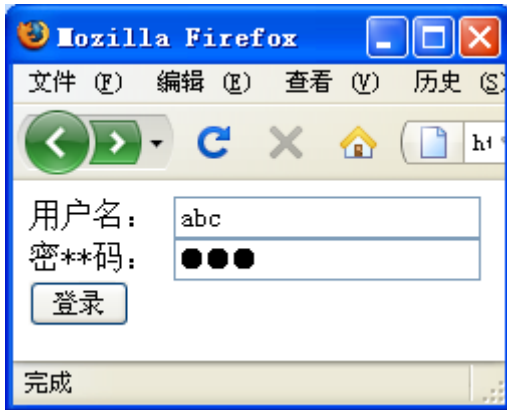 Mozilla Firefox
文件 (F) 编辑 (E) 查看 (V) 历史 (S)
ht
用户名： abc
密**码： ●●●
登录
完成